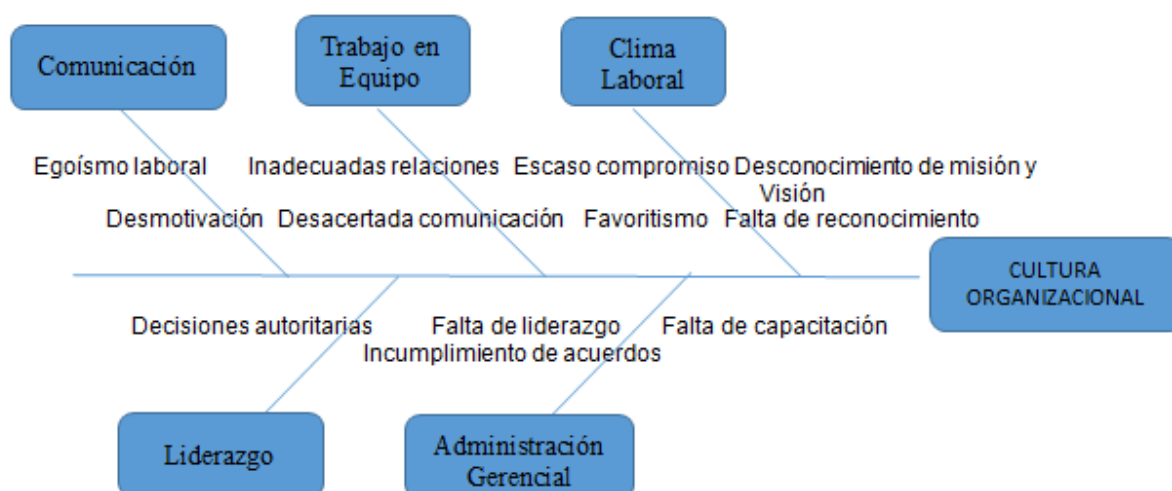 Comunicación
Trabajo en
Equipo
Clima
Laboral
Egoísmo laboral
Inadecuadas relaciones
Escaso compromiso
Desconocimiento de misión y
Visión
Desmotivación
Desacertada comunicación
Favoritismo
Falta de reconocimiento
CULTURA
ORGANIZACIONAL
Decisiones autoritarias
Falta de liderazgo
Falta de capacitación
Incumplimiento de acuerdos
Liderazgo
Administración
Gerencial